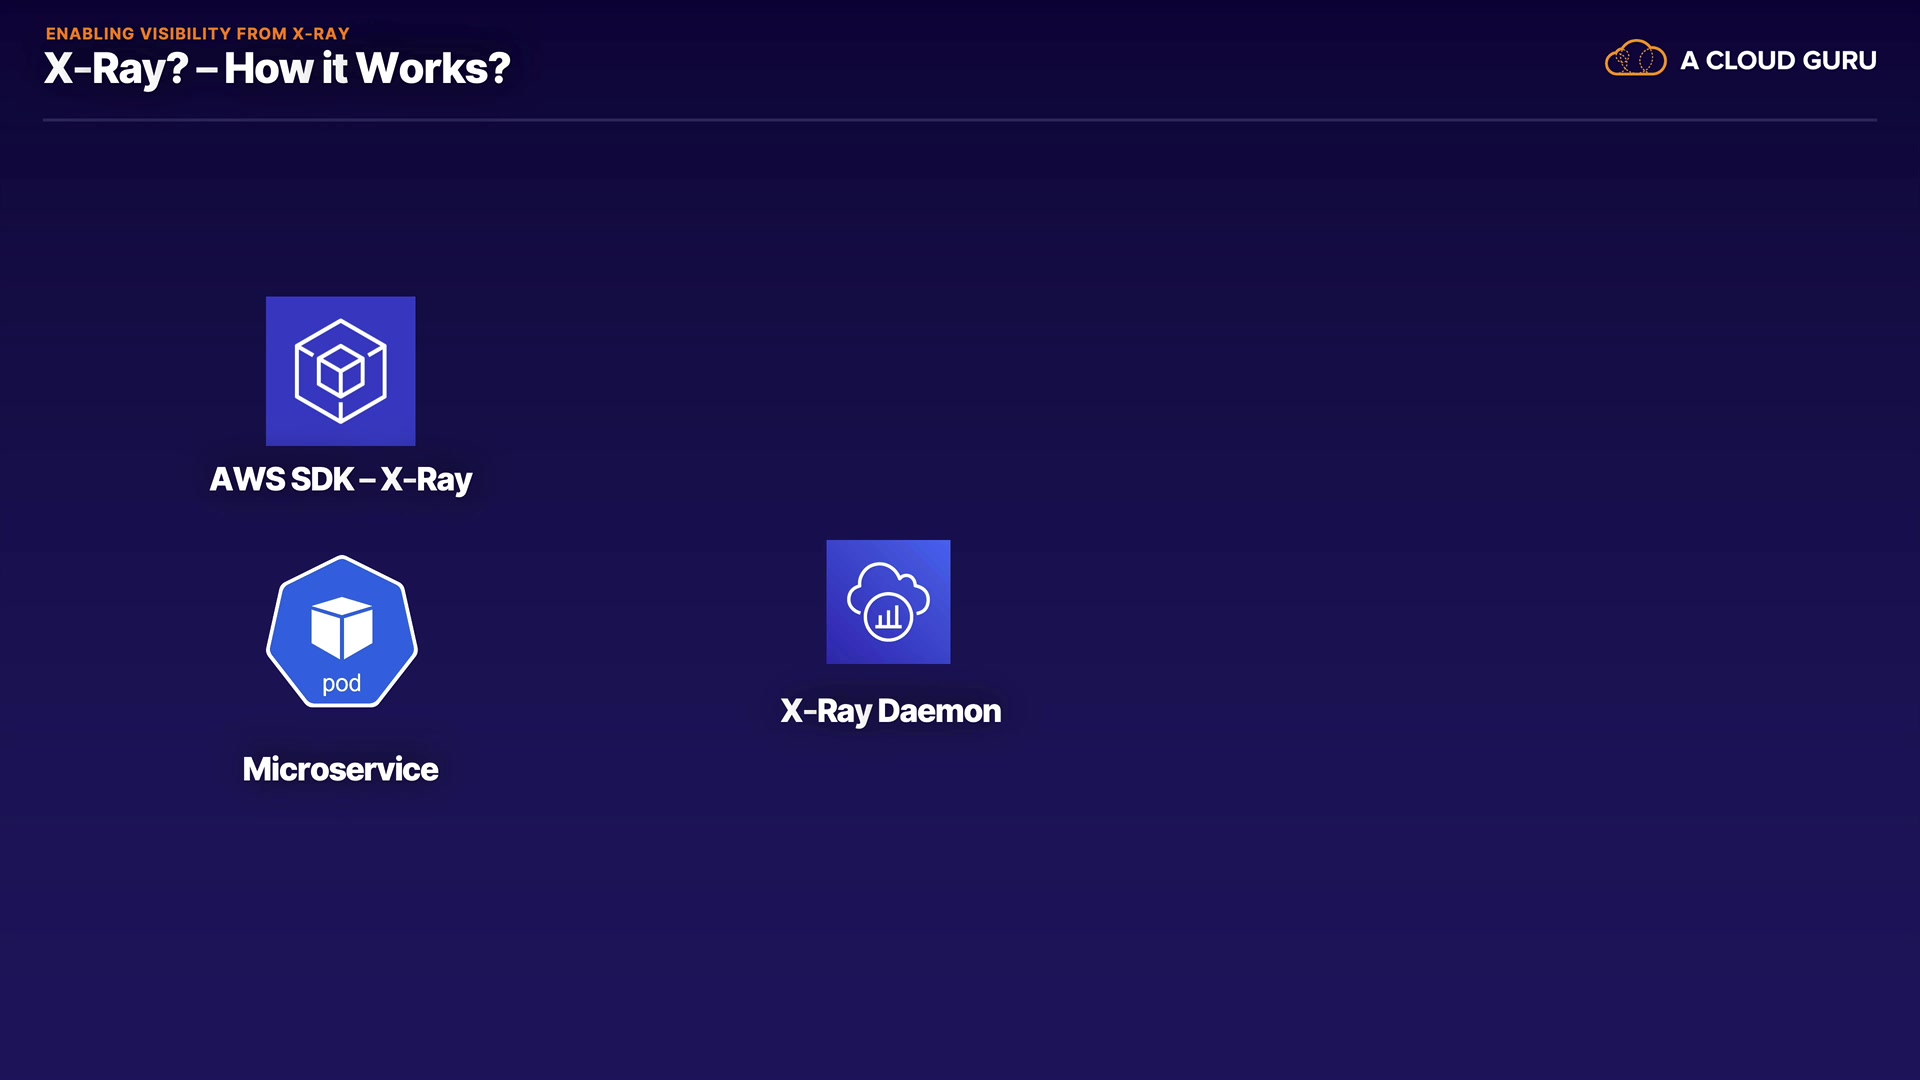 ENABLING VISIBILITY FROM X-RAY
X-Ray? – How it Works?
A CLOUD GURU
AWS SDK – X-Ray
pod
Microservice
X-Ray Daemon